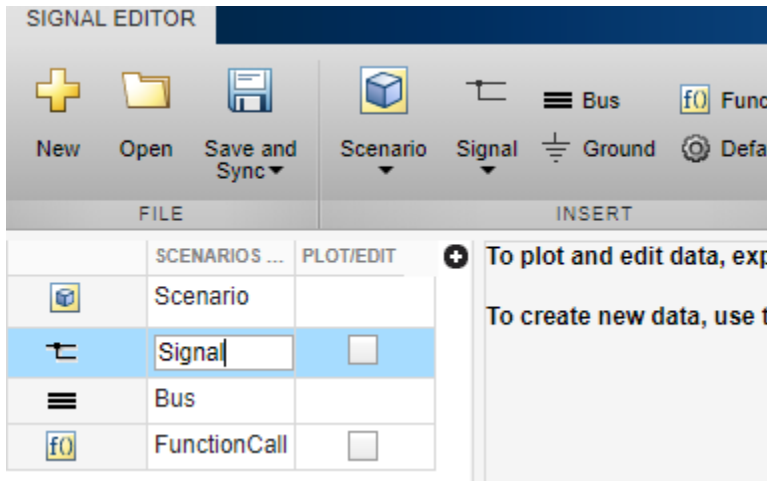 SIGNAL EDITOR
New Open Save and Sync Scenario Signal Bus Ground f() Func Defa
FILE INSERT
SCENARIOS ... PLOT/EDIT
Scenario
Signal
Bus
f() FunctionCall
To plot and edit data, exp
To create new data, use t